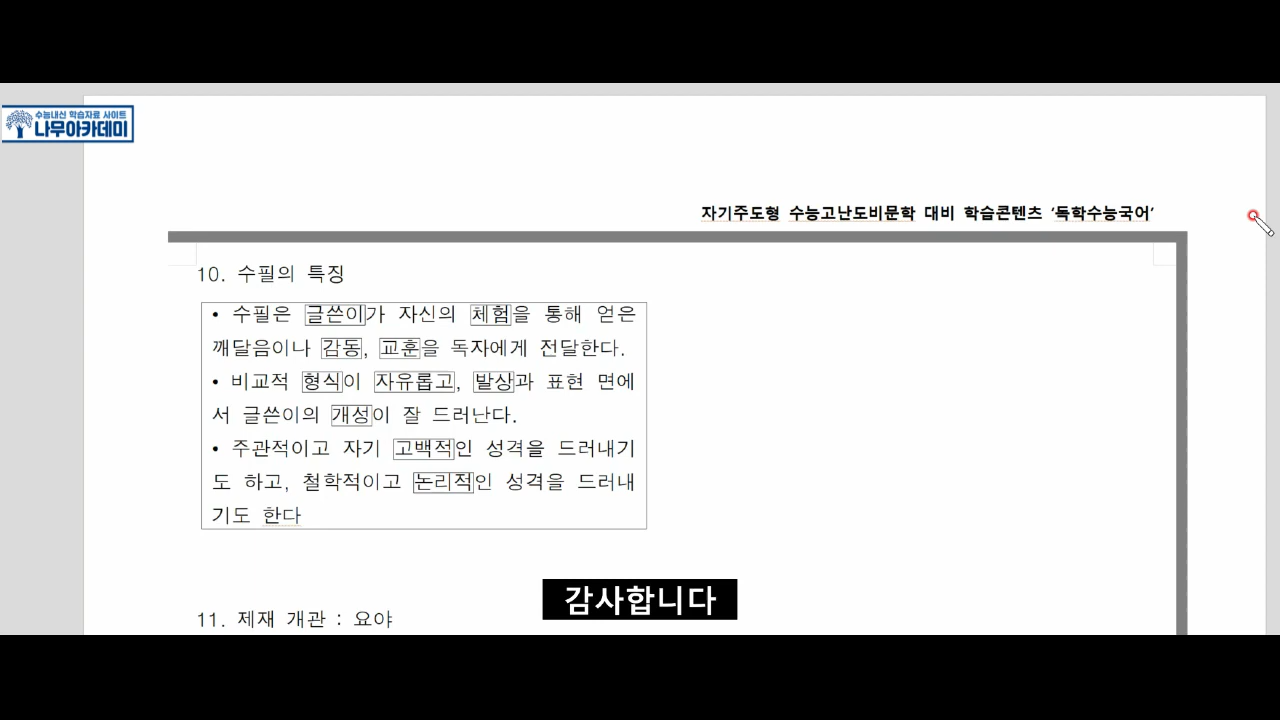 수능내신 학습자료 사이트
나무아카데미
자기주도형 수능고난도비문학 대비 학습콘텐츠 ‘독학수능국어’
10. 수필의 특징
• 수필은 글쓴이가 자신의 체험을 통해 얻은
깨달음이나 감동, 교훈을 독자에게 전달한다.
• 비교적 형식이 자유롭고, 발상과 표현 면에
서 글쓴이의 개성이 잘 드러난다.
• 주관적이고 자기 고백적인 성격을 드러내기
도 하고, 철학적이고 논리적인 성격을 드러내
기도 한다
감사합니다
11. 제재 개관 : 요야